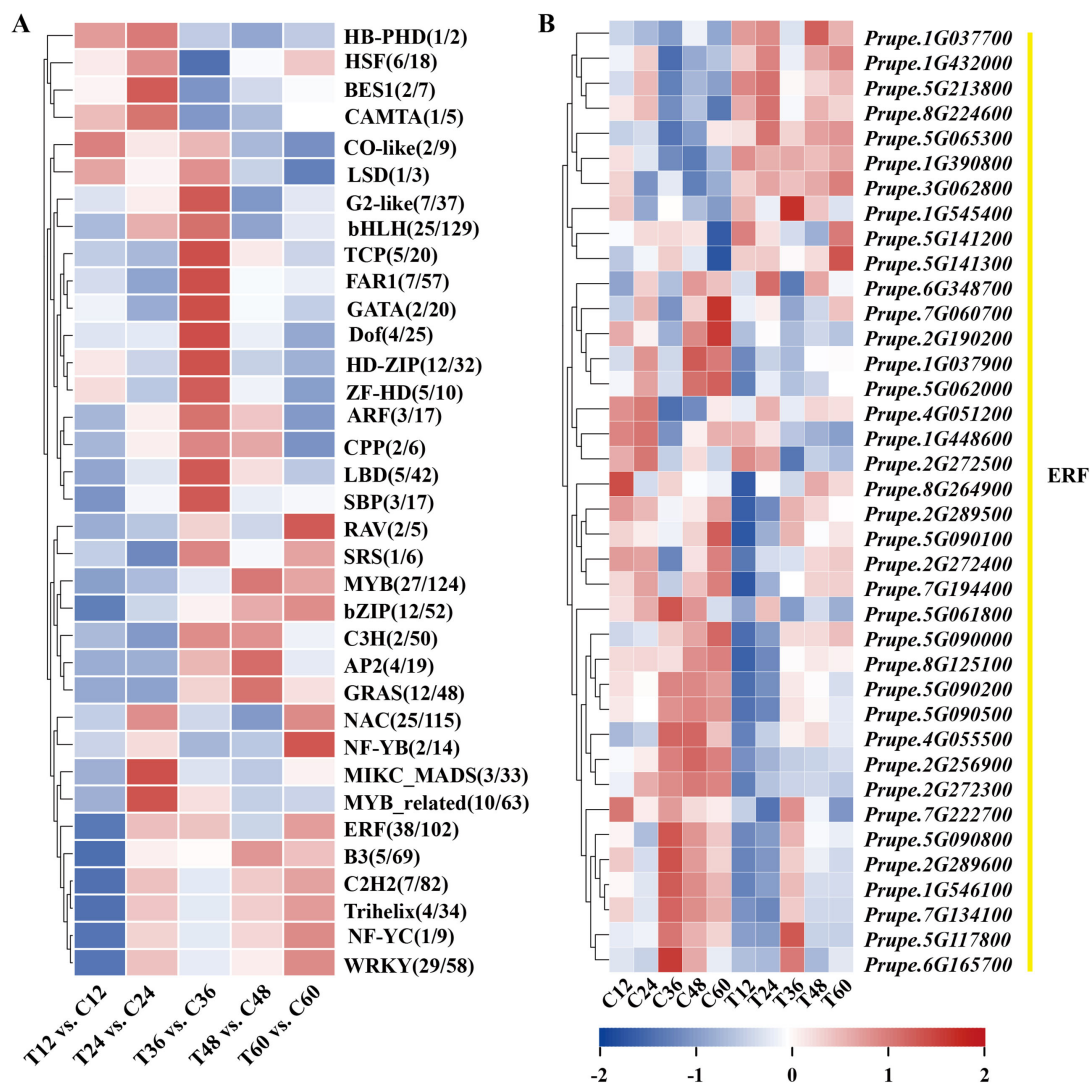 A
HB-PHD(1/2)
HSF(6/18)
BES1(2/7)
CAMTA(1/5)
CO-like(2/9)
LSD(1/3)
G2-like(7/37)
bHLH(25/129)
TCP(5/20)
FAR1(7/57)
GATA(2/20)
Dof(4/25)
HD-ZIP(12/32)
ZF-HD(5/10)
ARF(3/17)
CPP(2/6)
LBD(5/42)
SBP(3/17)
RAV(2/5)
SRS(1/6)
MYB(27/124)
bZIP(12/52)
C3H(2/50)
AP2(4/19)
GRAS(12/48)
NAC(25/115)
NF-YB(2/14)
MIKC_MADS(3/33)
MYB_related(10/63)
ERF(38/102)
B3(5/69)
C2H2(7/82)
Trihelix(4/34)
NF-YC(1/9)
WRKY(29/58)
T12 vs. C12
T24 vs. C24
T36 vs. C36
T48 vs. C48
T60 vs. C60
B
Prupe.1G037700
Prupe.1G432000
Prupe.5G213800
Prupe.8G224600
Prupe.5G065300
Prupe.1G390800
Prupe.3G062800
Prupe.1G545400
Prupe.5G141200
Prupe.5G141300
Prupe.6G348700
Prupe.7G060700
Prupe.2G190200
Prupe.1G037900
Prupe.5G062000
Prupe.4G051200
Prupe.1G448600
Prupe.2G272500
Prupe.8G264900
Prupe.2G289500
Prupe.5G090100
Prupe.2G272400
Prupe.7G194400
Prupe.5G061800
Prupe.5G090000
Prupe.8G125100
Prupe.5G090200
Prupe.5G090500
Prupe.4G055500
Prupe.2G256900
Prupe.2G272300
Prupe.7G222700
Prupe.5G090800
Prupe.2G289600
Prupe.1G546100
Prupe.7G134100
Prupe.5G117800
Prupe.6G165700
ERF
C12 C24 C36 C48 C60 T12 T24 T36 T48 T60
-2 -1 0 1 2